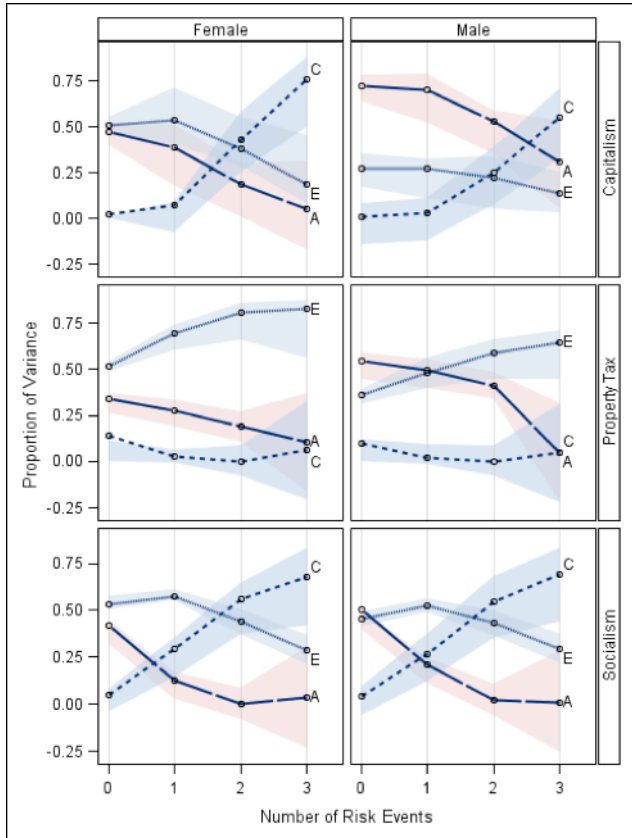 Female
Male
0.75
0.50
0.25
0.00
-0.25
C
E
A
C
A
E
Capitalism
0.75
0.50
0.25
0.00
-0.25
E
A
C
E
C
A
Property Tax
0.75
0.50
0.25
0.00
-0.25
C
E
A
C
E
A
Socialism
Proportion of Variance
0 1 2 3
0 1 2 3
Number of Risk Events